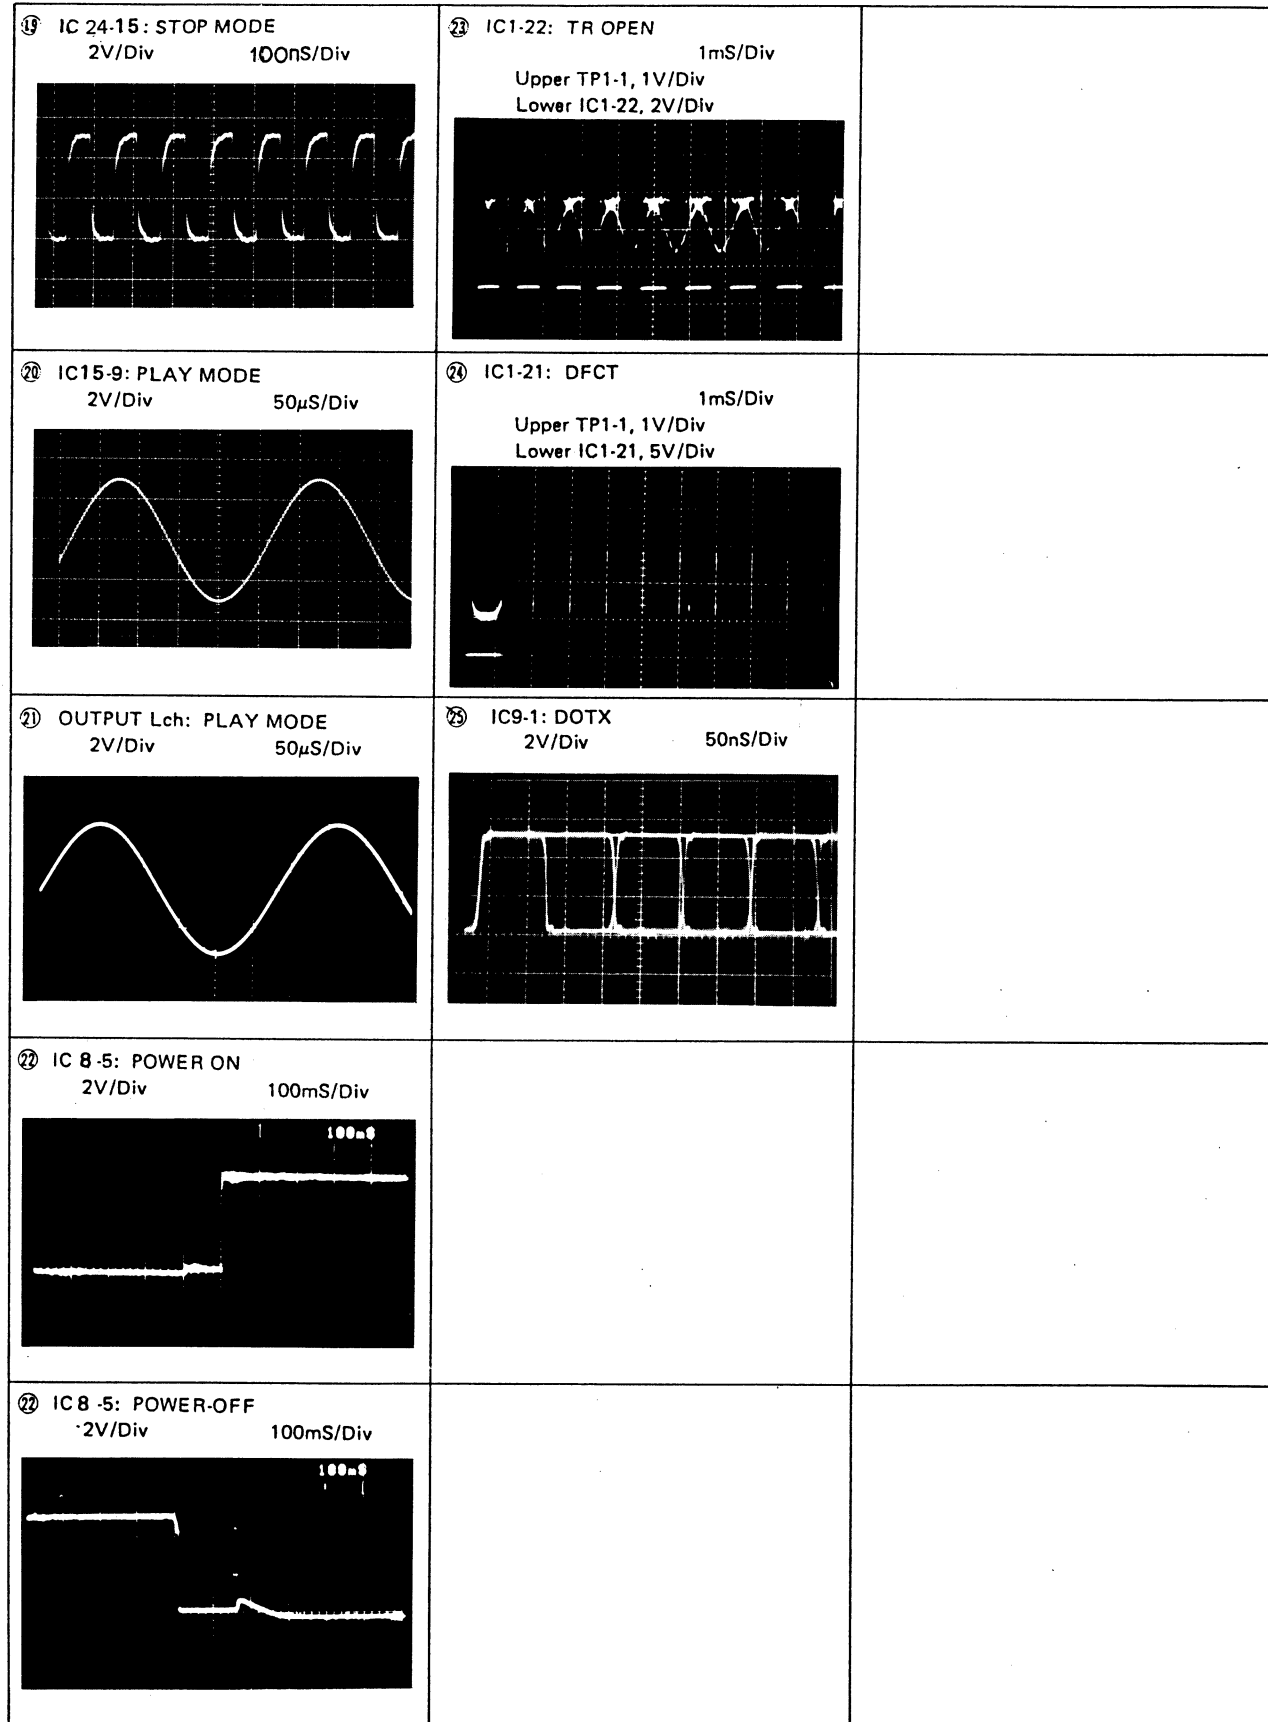 ⑲ IC 24-15: STOP MODE
2V/Div 100nS/Div
⑳ IC15-9: PLAY MODE
2V/Div 50μS/Div
㉑ OUTPUT Lch: PLAY MODE
2V/Div 50μS/Div
㉒ IC 8-5: POWER ON
2V/Div 100mS/Div
100mS
㉒ IC 8-5: POWER-OFF
2V/Div 100mS/Div
100mS
㉓ IC1-22: TR OPEN
1mS/Div
Upper TP1-1, 1V/Div
Lower IC1-22, 2V/Div
㉔ IC1-21: DFCT
1mS/Div
Upper TP1-1, 1V/Div
Lower IC1-21, 5V/Div
㉕ IC9-1: DOTX
2V/Div 50nS/Div